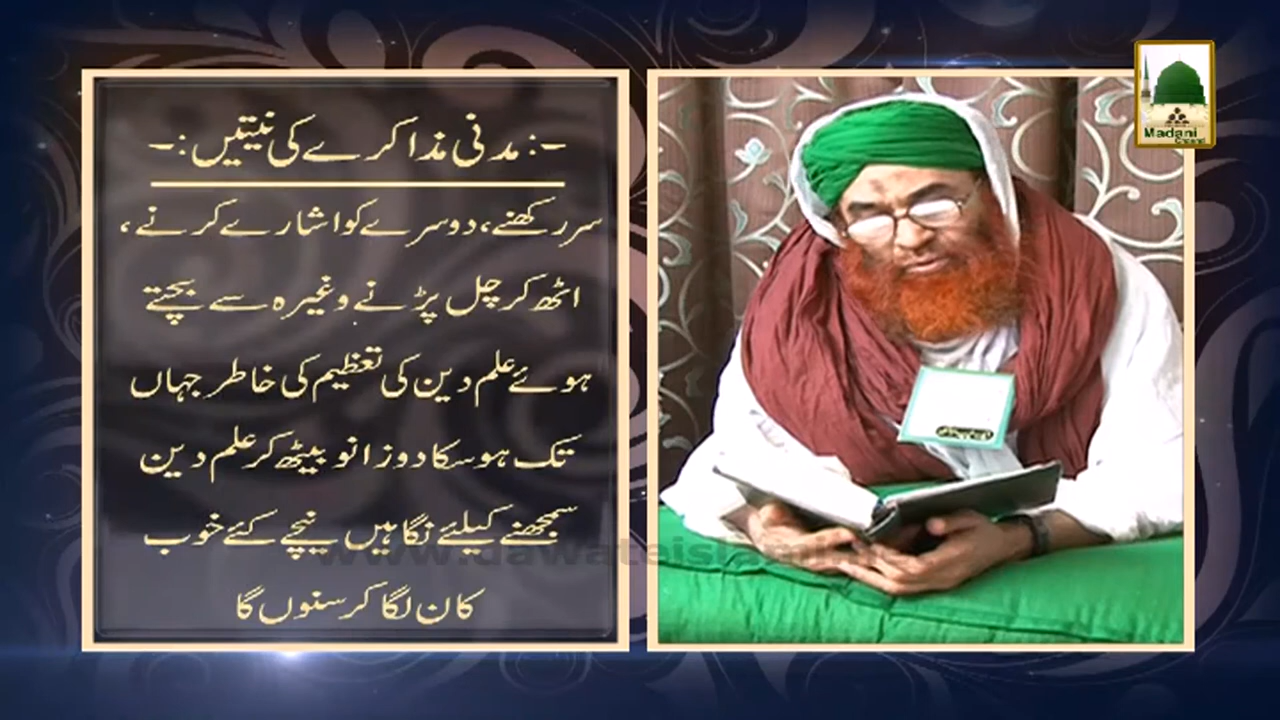 -: مدنی مذاکرے کی نیتیں :-
سر رکھنے، دوسرے کو اشارے کرنے،
اٹھ کر چل پڑنے وغیرہ سے بچتے
ہوئے علم دین کی تعظیم کی خاطر جہاں
تک ہو سکا دو زانو بیٹھ کر علم دین
سمجھنے کیلئے نگاہیں نیچے کئے خوب
کان لگا کر سنوں گا
Madani
www.dawateislami.